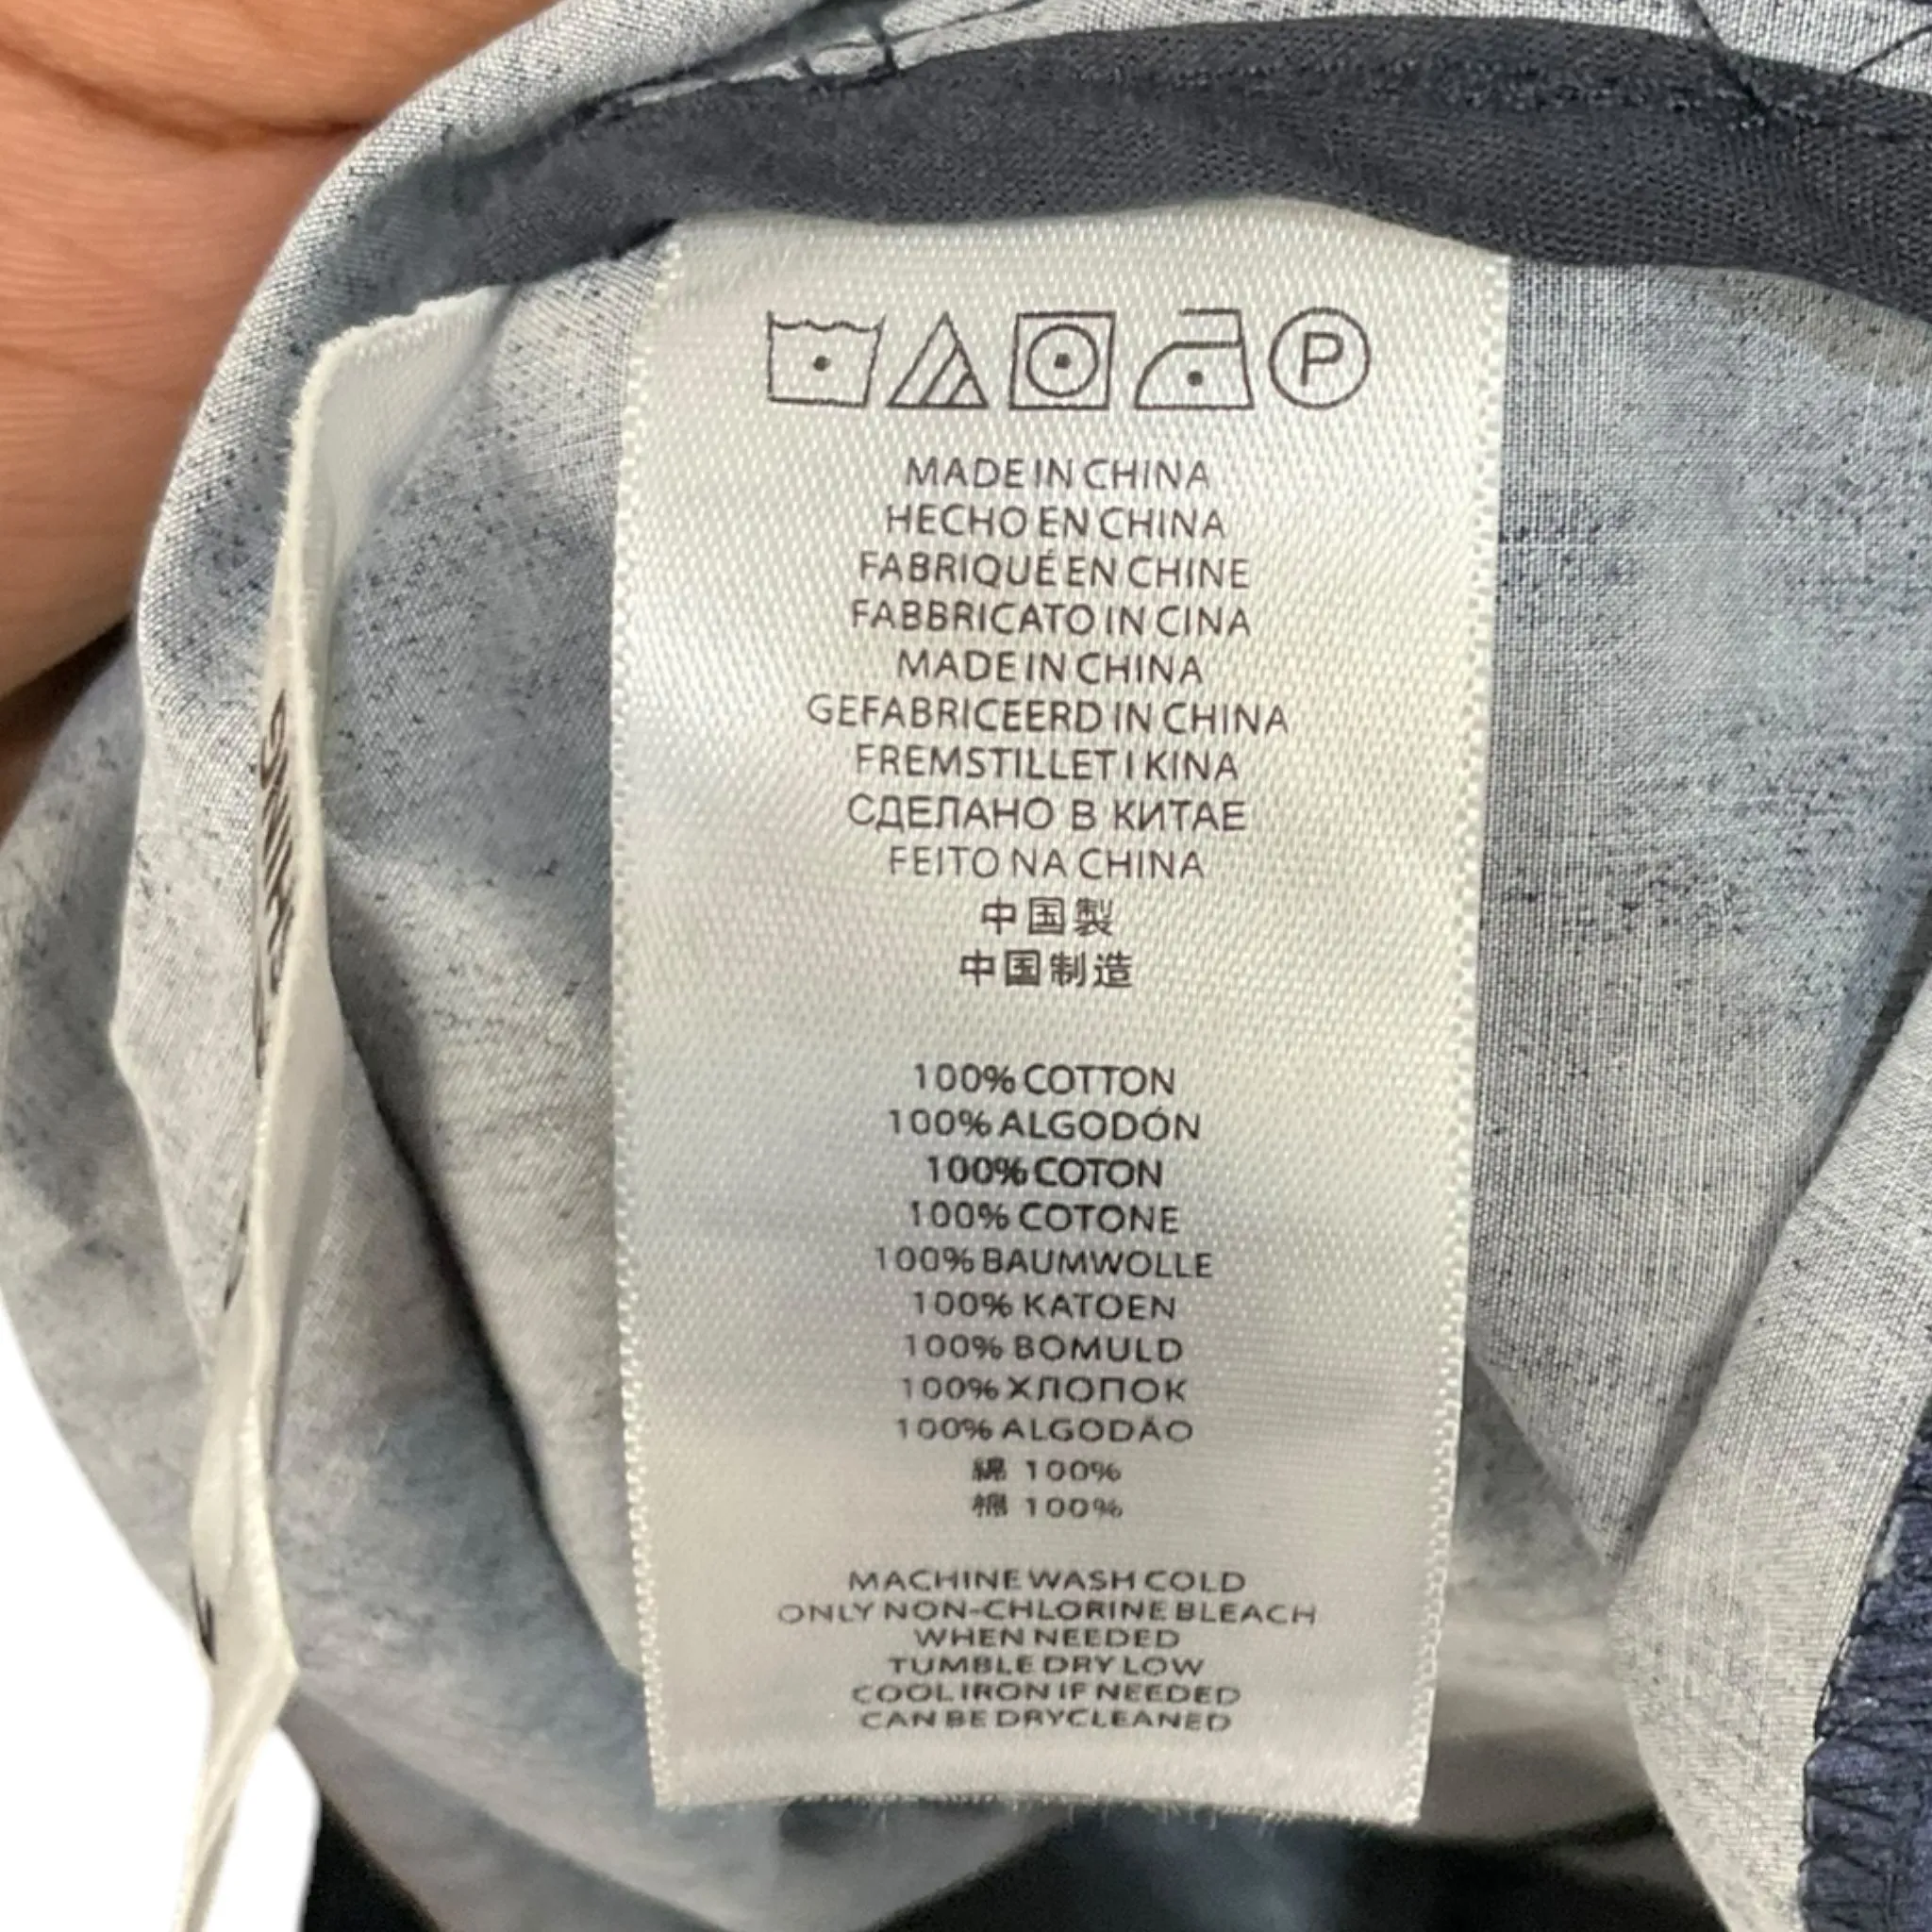 P
MADE IN CHINA
HECHO EN CHINA
FABRIQUÉ EN CHINE
FABBRICATO IN CINA
MADE IN CHINA
GEFABRICEERD IN CHINA
FREMSTILLET I KINA
СДЕЛАНО В КИТАЕ
FEITO NA CHINA
中国製
中国制造
100% COTTON
100% ALGODÓN
100% COTON
100% COTONE
100% BAUMWOLLE
100% KATOEN
100% BOMULD
100% ХЛОПОК
100% ALGODÃO
綿 100%
棉 100%
MACHINE WASH COLD
ONLY NON-CHLORINE BLEACH
WHEN NEEDED
TUMBLE DRY LOW
COOL IRON IF NEEDED
CAN BE DRYCLEANED